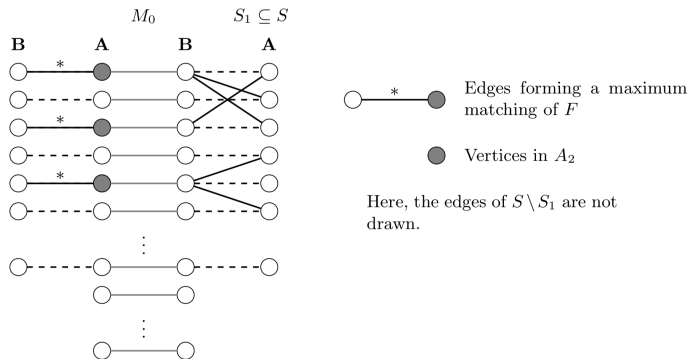 M₀ S₁ ⊆ S
B A B A
*
*
*
⋮
⋮
* Edges forming a maximum
matching of F
Vertices in A₂
Here, the edges of S \ S₁ are not
drawn.